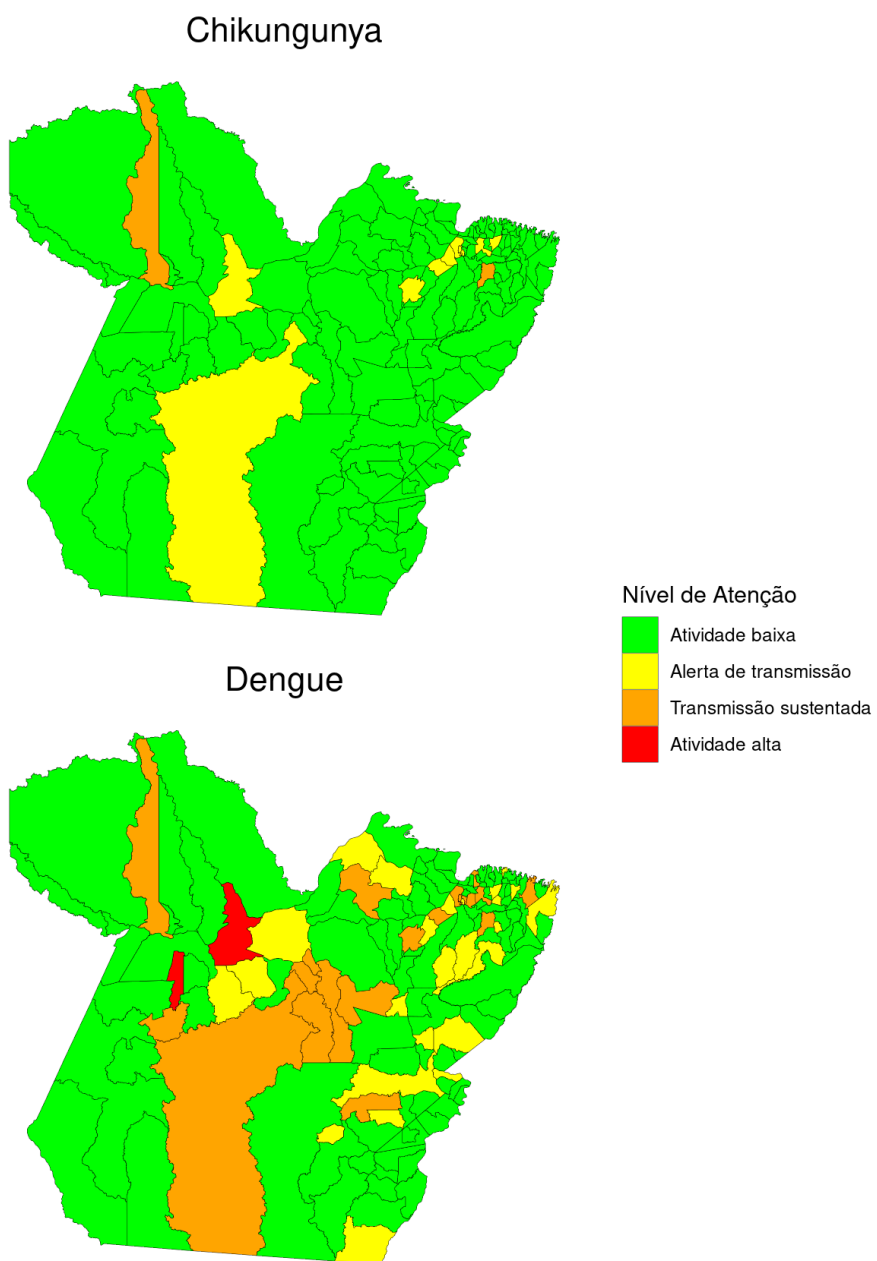 Chikungunya
Nível de Atenção
Atividade baixa
Alerta de transmissão
Transmissão sustentada
Atividade alta
Dengue